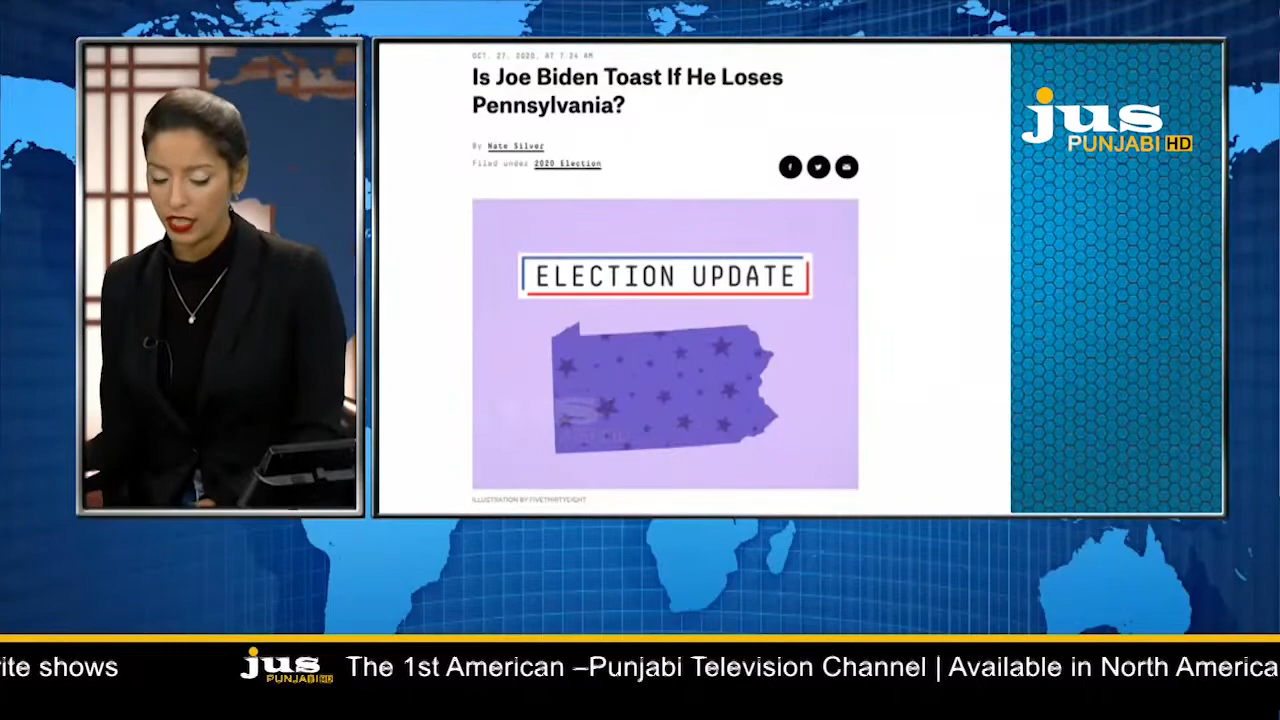 OCT. 27, 2020, AT 7:24 AM
Is Joe Biden Toast If He Loses
Pennsylvania?
By Nate Silver
Filed under 2020 Election
ELECTION UPDATE
ILLUSTRATION BY FIVETHIRTYEIGHT
jus
PUNJABI HD
ite shows
jus
PUNJABI HD
The 1st American –Punjabi Television Channel | Available in North America